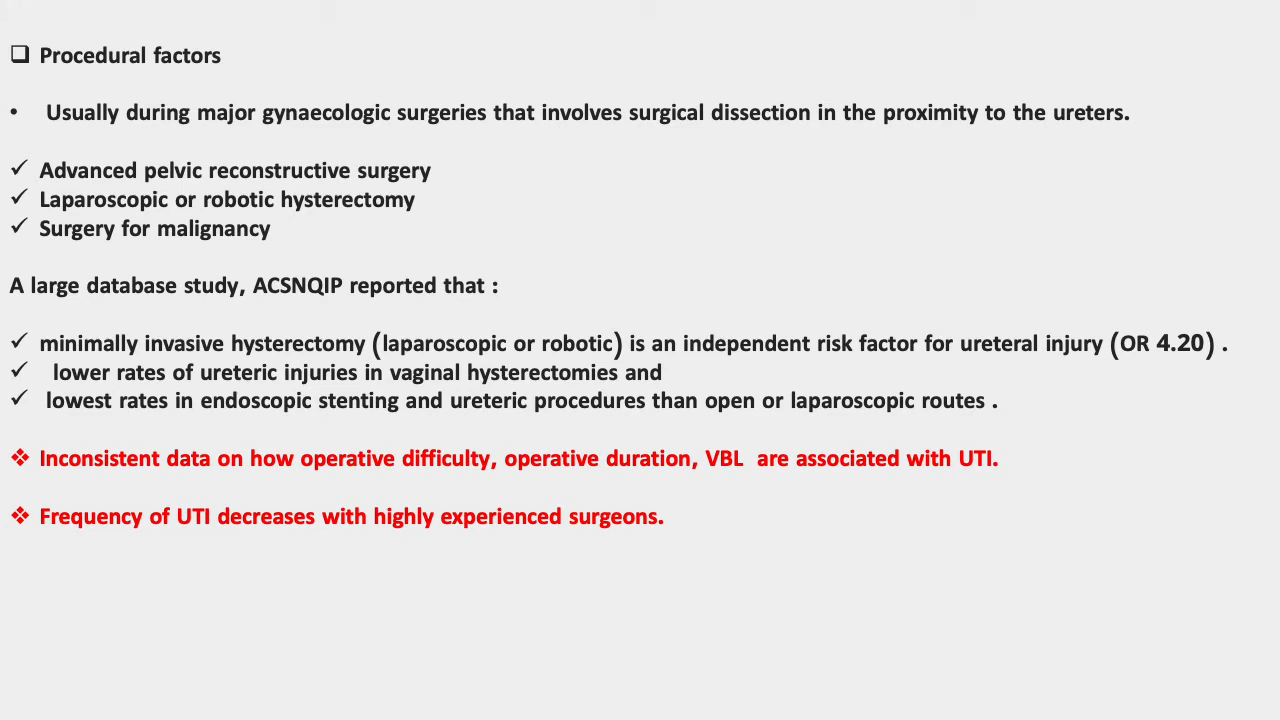 ❑ Procedural factors
• Usually during major gynaecologic surgeries that involves surgical dissection in the proximity to the ureters.
✓ Advanced pelvic reconstructive surgery
✓ Laparoscopic or robotic hysterectomy
✓ Surgery for malignancy
A large database study, ACSNQIP reported that :
✓ minimally invasive hysterectomy (laparoscopic or robotic) is an independent risk factor for ureteral injury (OR 4.20) .
✓ lower rates of ureteric injuries in vaginal hysterectomies and
✓ lowest rates in endoscopic stenting and ureteric procedures than open or laparoscopic routes .
❖ Inconsistent data on how operative difficulty, operative duration, VBL are associated with UTI.
❖ Frequency of UTI decreases with highly experienced surgeons.